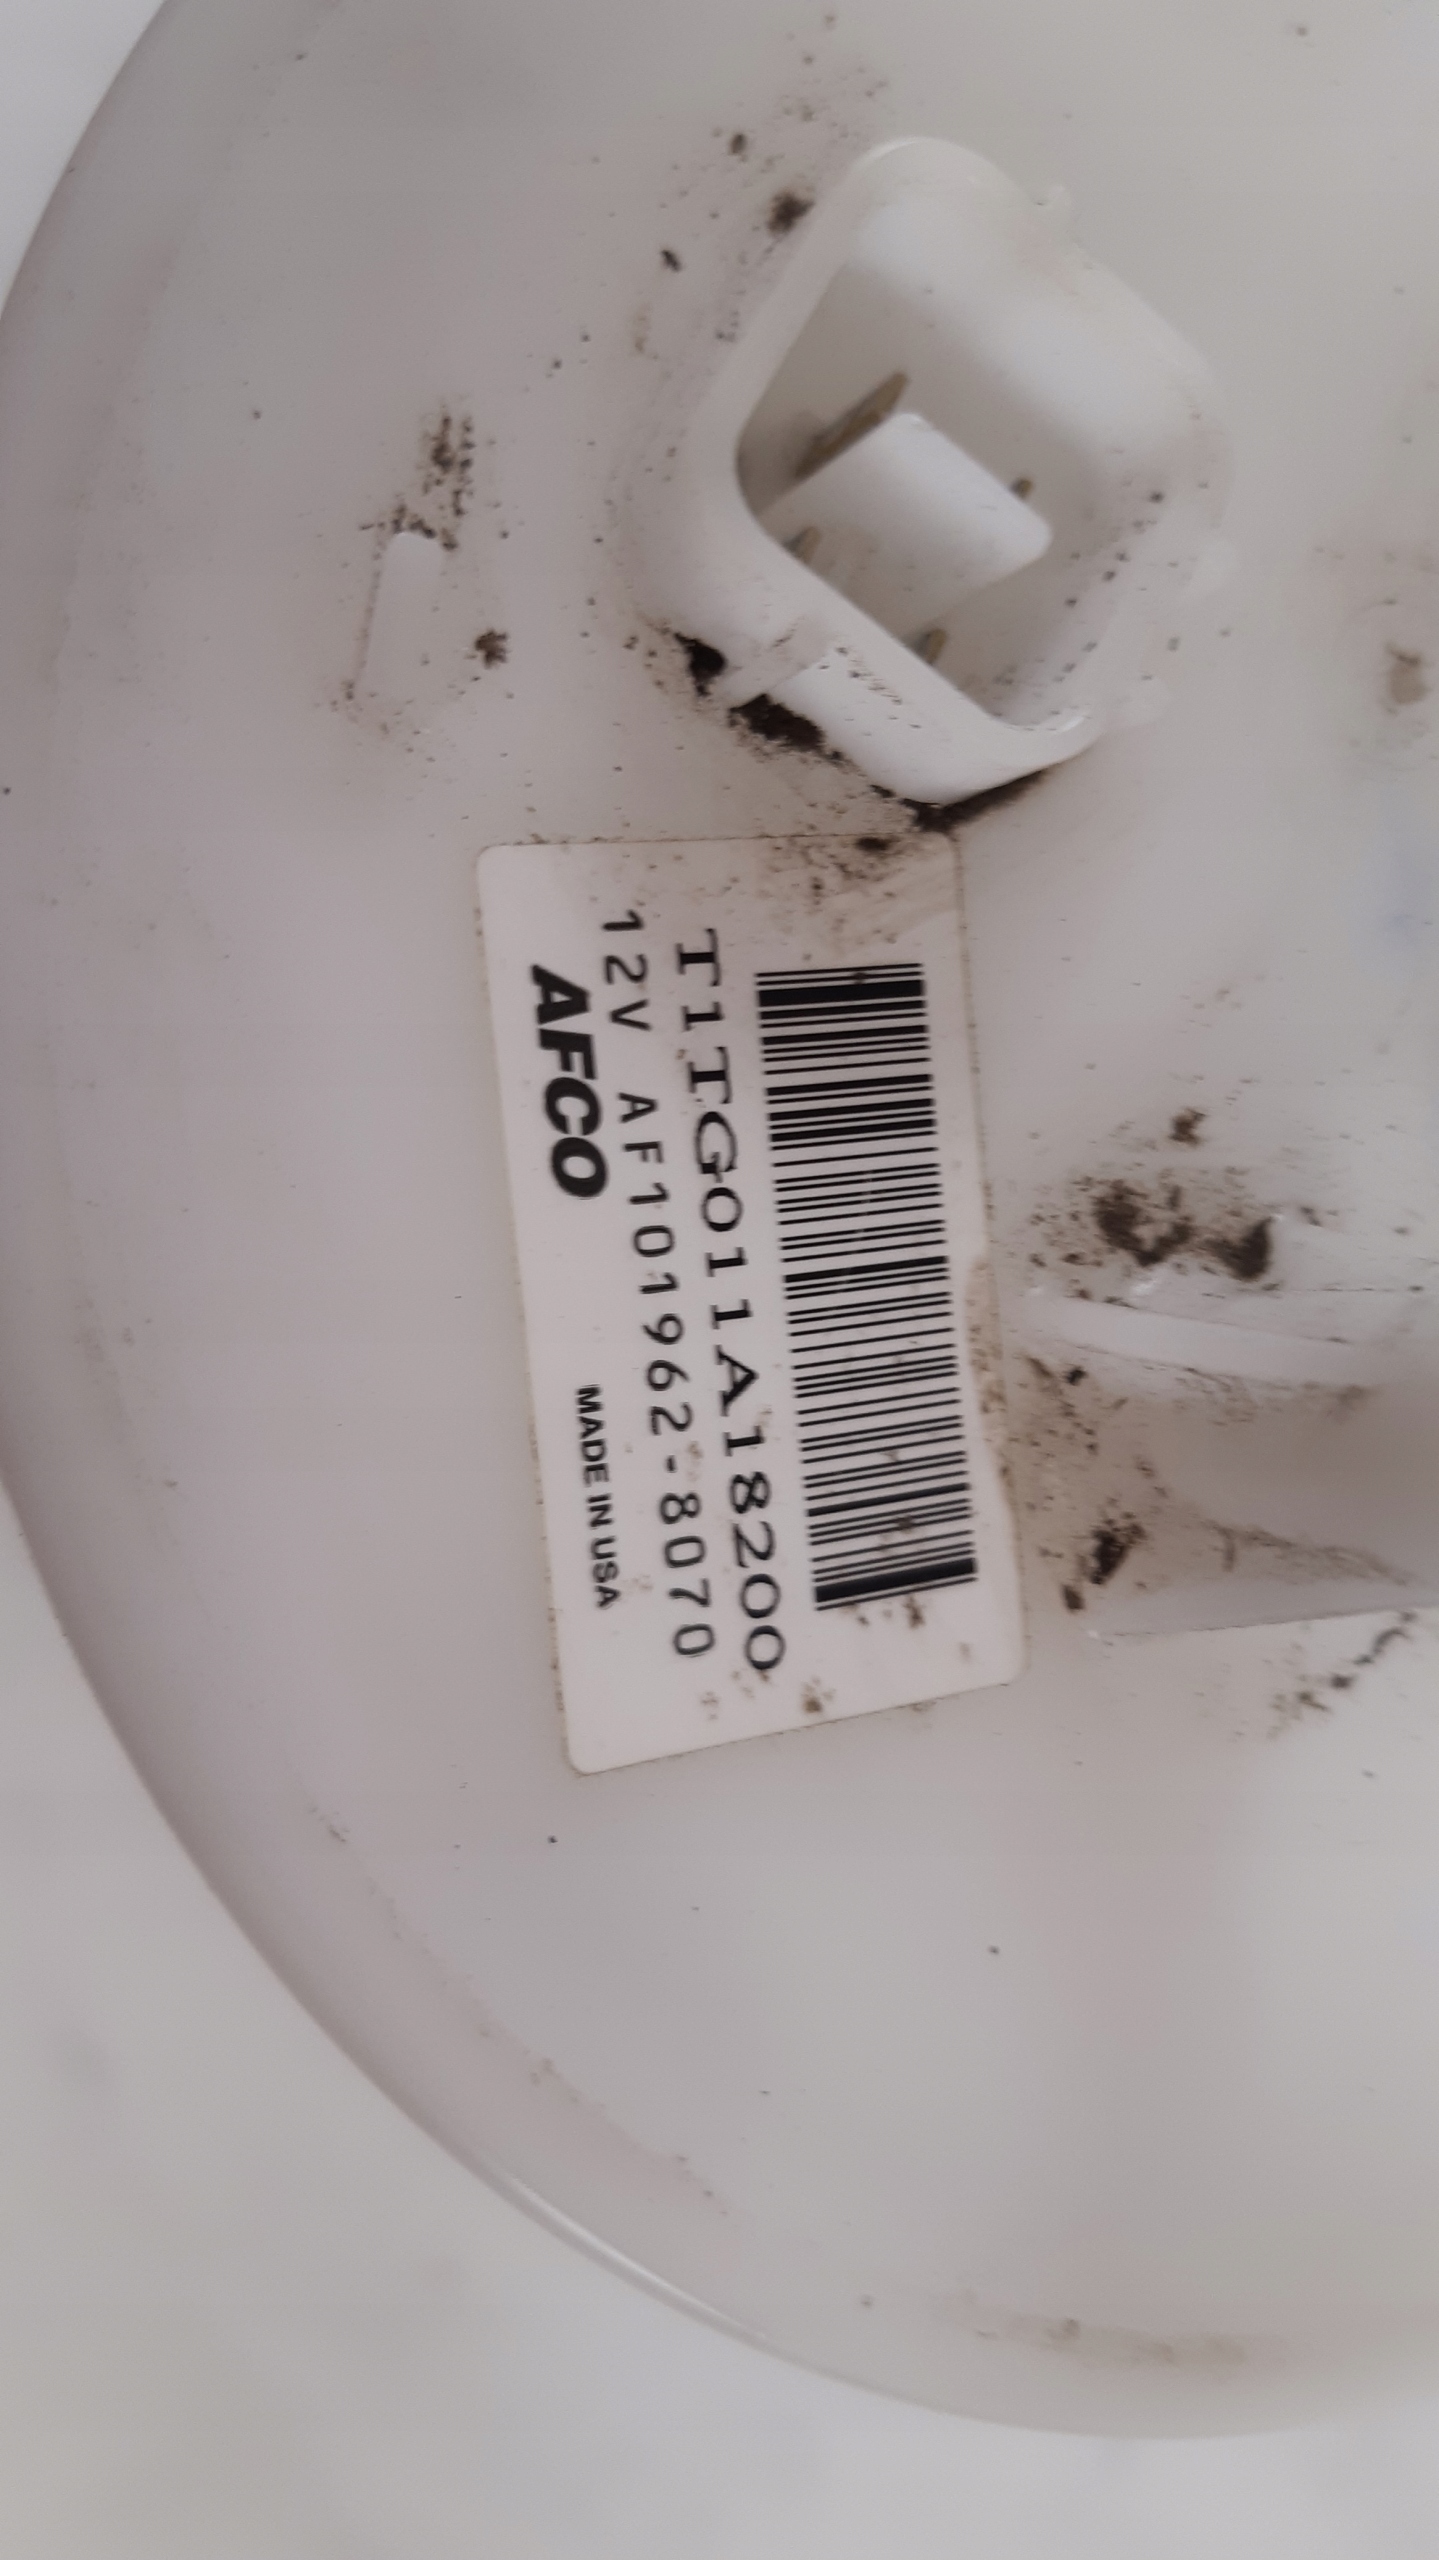 T1TG011A18200
12V AF101962-8070
AFCO MADE IN USA